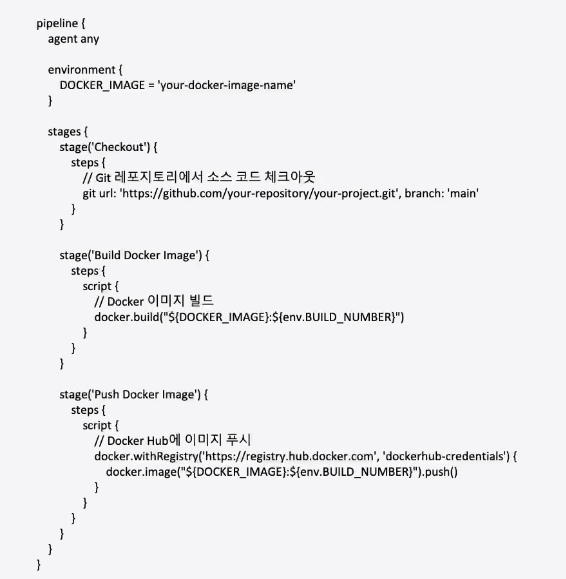 pipeline {
agent any
environment {
DOCKER_IMAGE = 'your-docker-image-name'
}
stages {
stage('Checkout') {
steps {
// Git 레포지토리에서 소스 코드 체크아웃
git url: 'https://github.com/your-repository/your-project.git', branch: 'main'
}
}
stage('Build Docker Image') {
steps {
script {
// Docker 이미지 빌드
docker.build("${DOCKER_IMAGE}:${env.BUILD_NUMBER}")
}
}
}
stage('Push Docker Image') {
steps {
script {
// Docker Hub에 이미지 푸시
docker.withRegistry('https://registry.hub.docker.com', 'dockerhub-credentials') {
docker.image("${DOCKER_IMAGE}:${env.BUILD_NUMBER}").push()
}
}
}
}
}
}